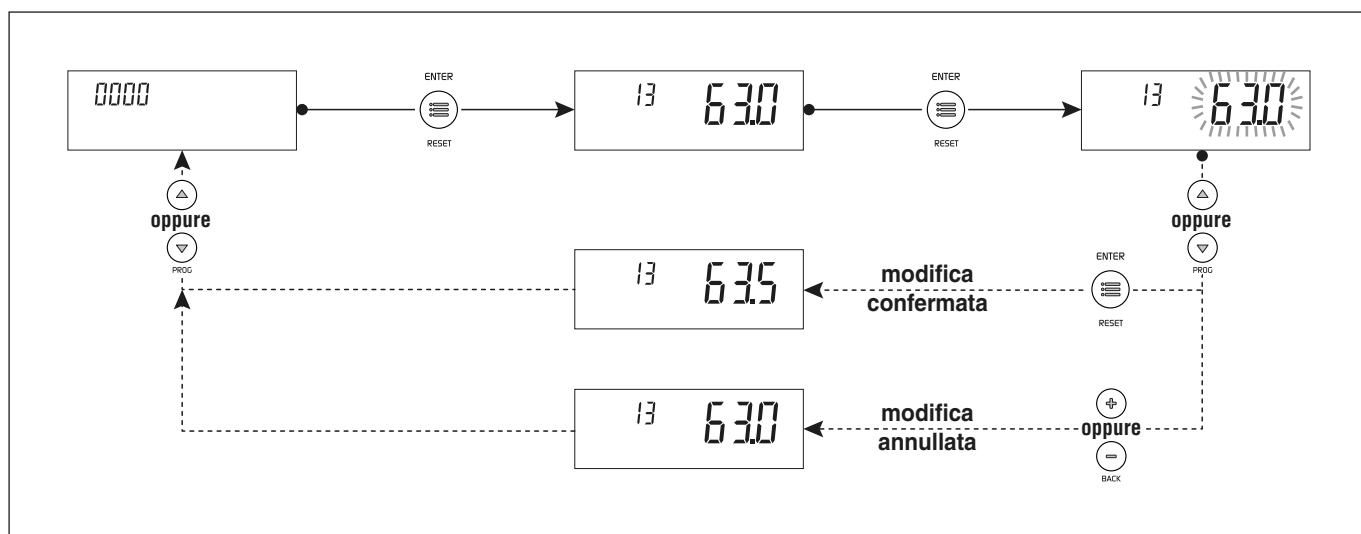 0000
ENTER
RESET
13 63.0
ENTER
RESET
13 63.0
oppure
PROG
oppure
PROG
13 63.5
modifica
confermata
ENTER
RESET
13 63.0
modifica
annullata
oppure
BACK